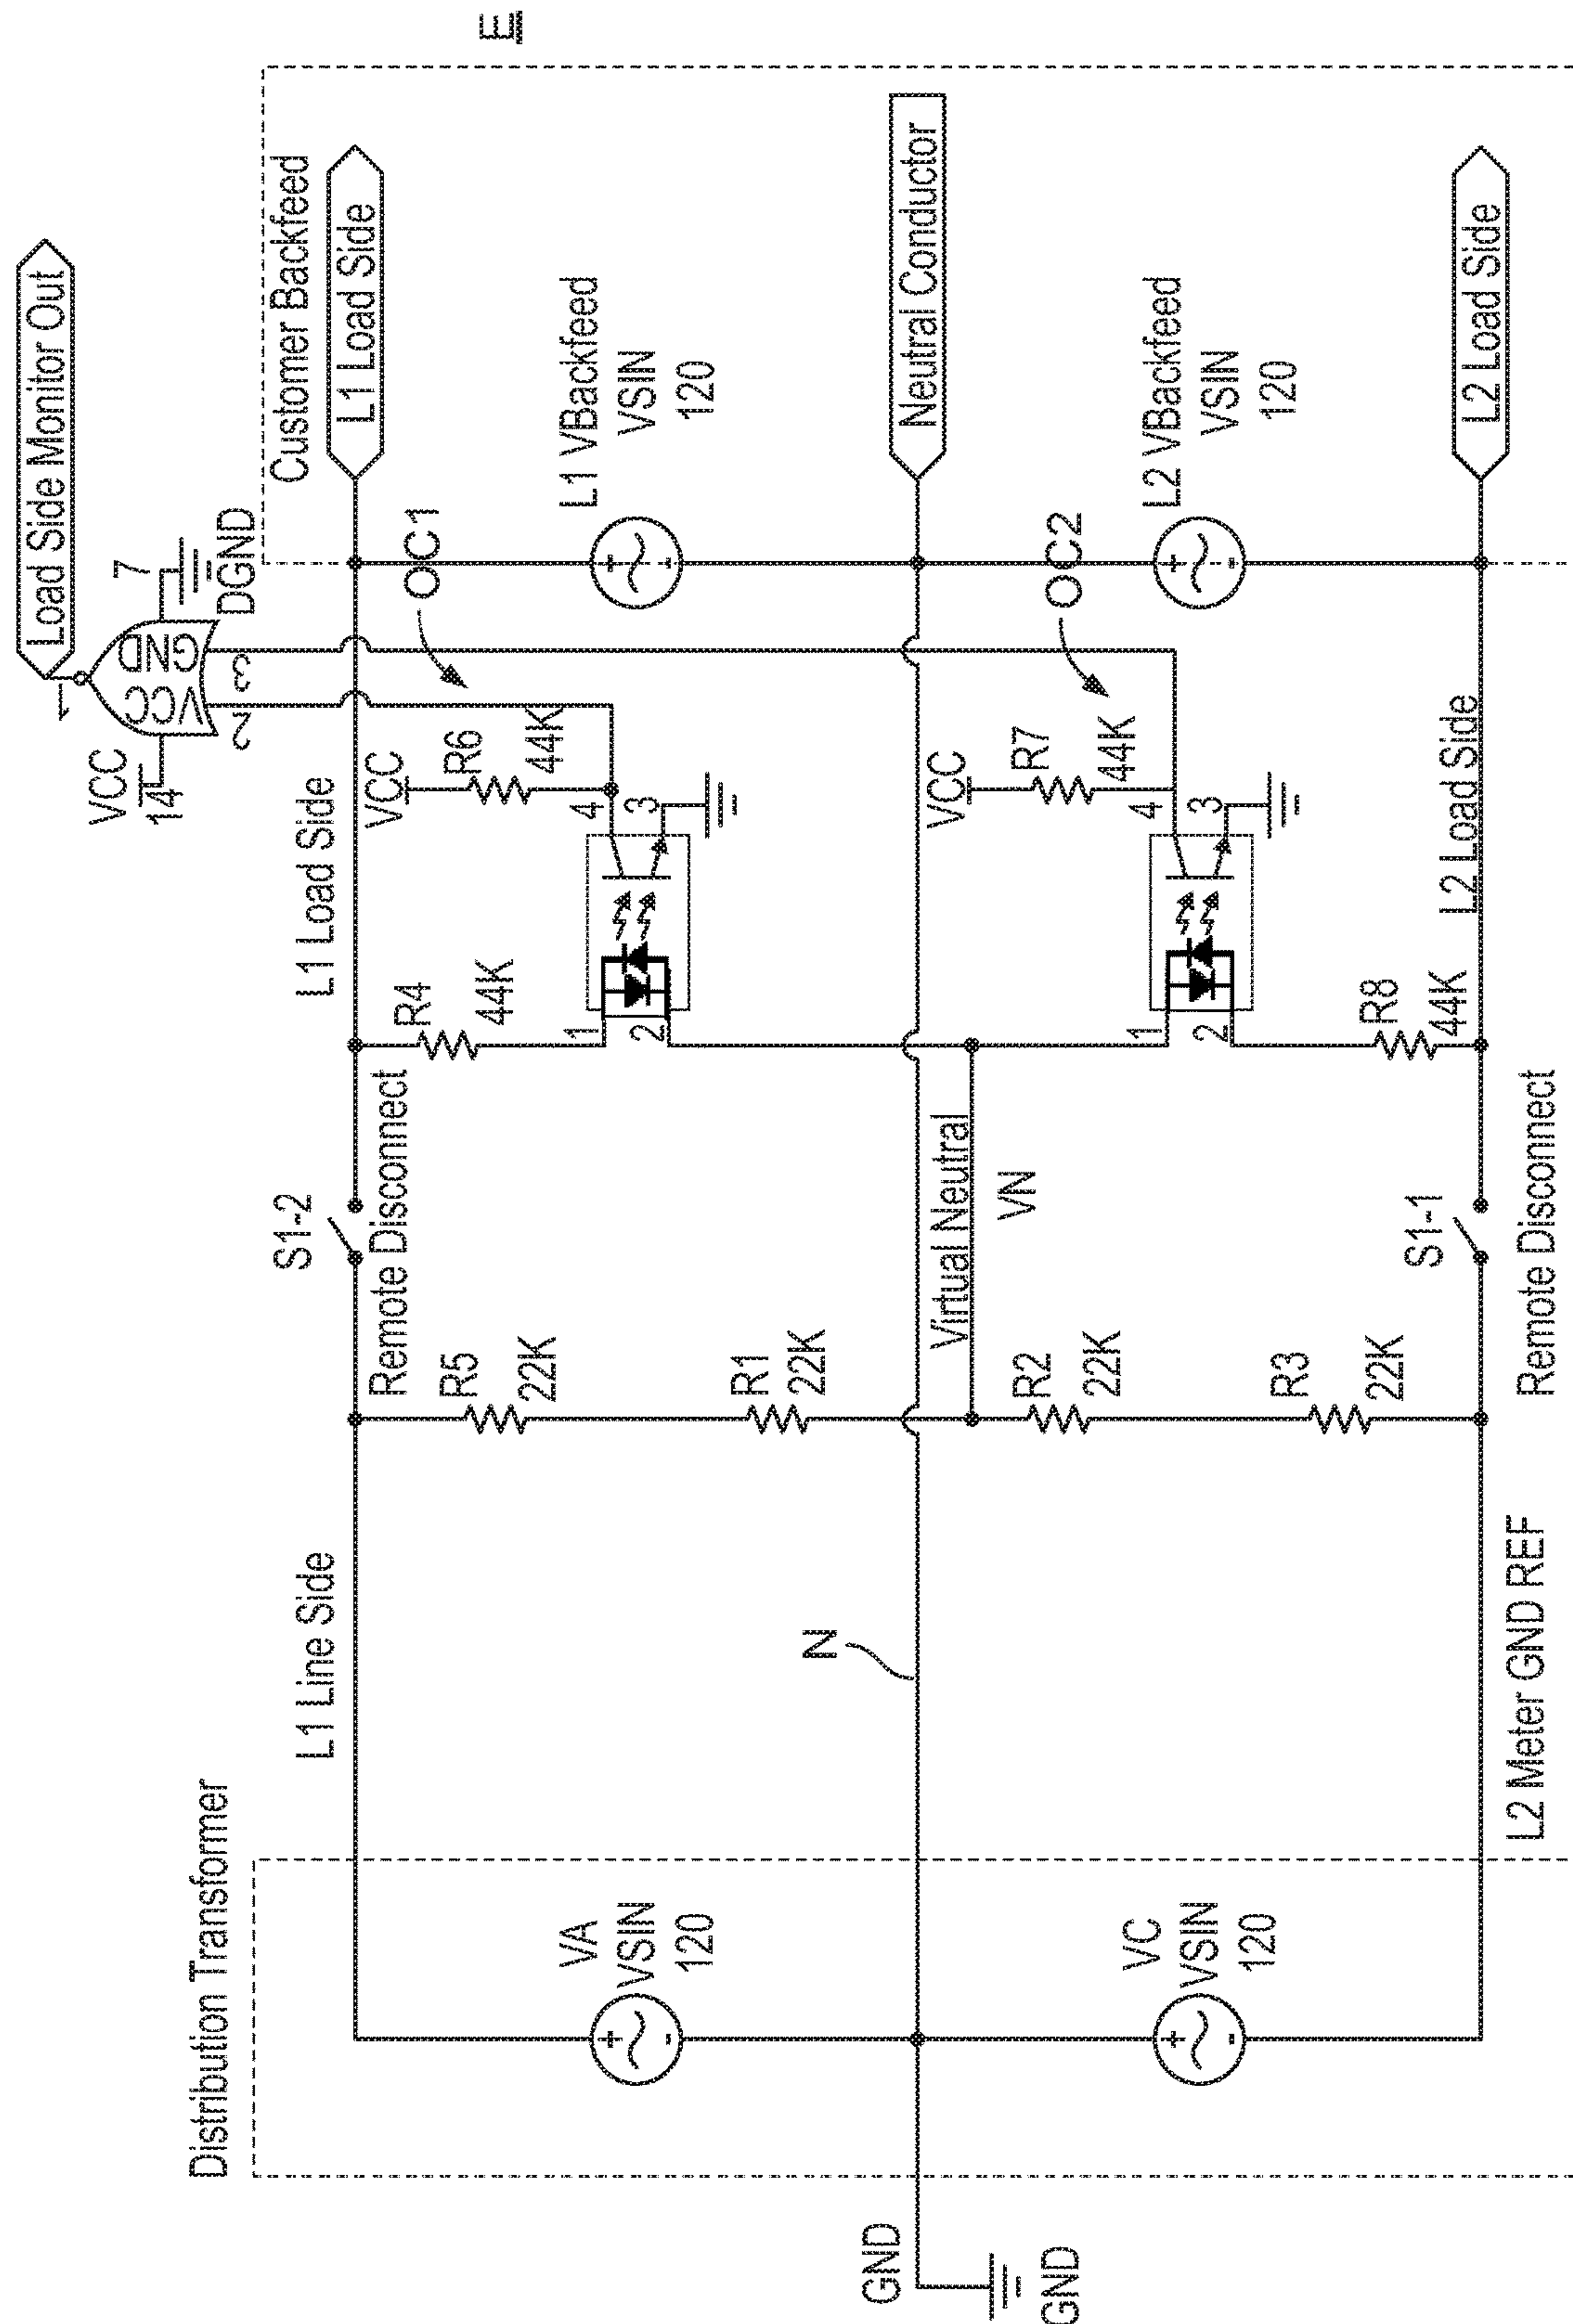 Distribution Transformer
VA
VSIN
120
VC
VSIN
120
GND
GND
N
L1 Line Side
L2 Meter GND REF
R5
22K
R1
22K
R2
22K
R3
22K
Virtual Neutral
VN
S1-2
Remote Disconnect
S1-1
Remote Disconnect
L1 Load Side
R4
44K
1
2
VCC
R6
44K
4
3
OC1
1
2
VCC
R7
44K
4
3
OC2
R8
44K
L2 Load Side
VCC
14
VCC
GND
1
2
3
7
DGND
Load Side Monitor Out
Customer Backfeed
L1 Load Side
L1 VBackfeed
VSIN
120
Neutral Conductor
L2 VBackfeed
VSIN
120
L2 Load Side
E